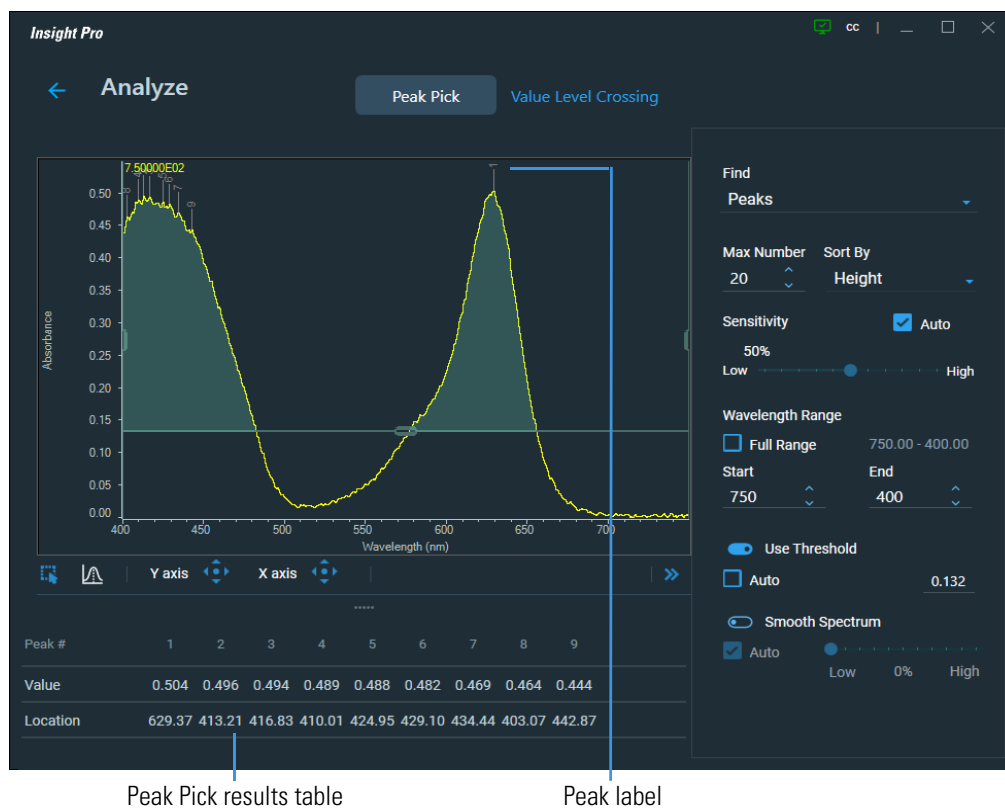 Insight Pro
cc |
Analyze
Peak Pick
Value Level Crossing
7.50000E02
8 5 6 7 9 1
0.50
0.45
0.40
0.35
0.30
0.25
0.20
0.15
0.10
0.05
0.00
Absorbance
400 450 500 550 600 650 700
Wavelength (nm)
Y axis
X axis
Peak # 1 2 3 4 5 6 7 8 9
Value 0.504 0.496 0.494 0.489 0.488 0.482 0.469 0.464 0.444
Location 629.37 413.21 416.83 410.01 424.95 429.10 434.44 403.07 442.87
Find
Peaks
Max Number Sort By
20 Height
Sensitivity Auto
50%
Low High
Wavelength Range
Full Range 750.00 - 400.00
Start End
750 400
Use Threshold
Auto 0.132
Smooth Spectrum
Auto
Low 0% High
Peak Pick results table
Peak label